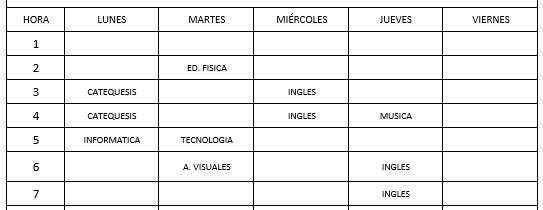 HORA LUNES MARTES MIÉRCOLES JUEVES VIERNES
1
2 ED. FISICA
3 CATEQUESIS INGLES
4 CATEQUESIS INGLES MUSICA
5 INFORMATICA TECNOLOGIA
6 A. VISUALES INGLES
7 INGLES